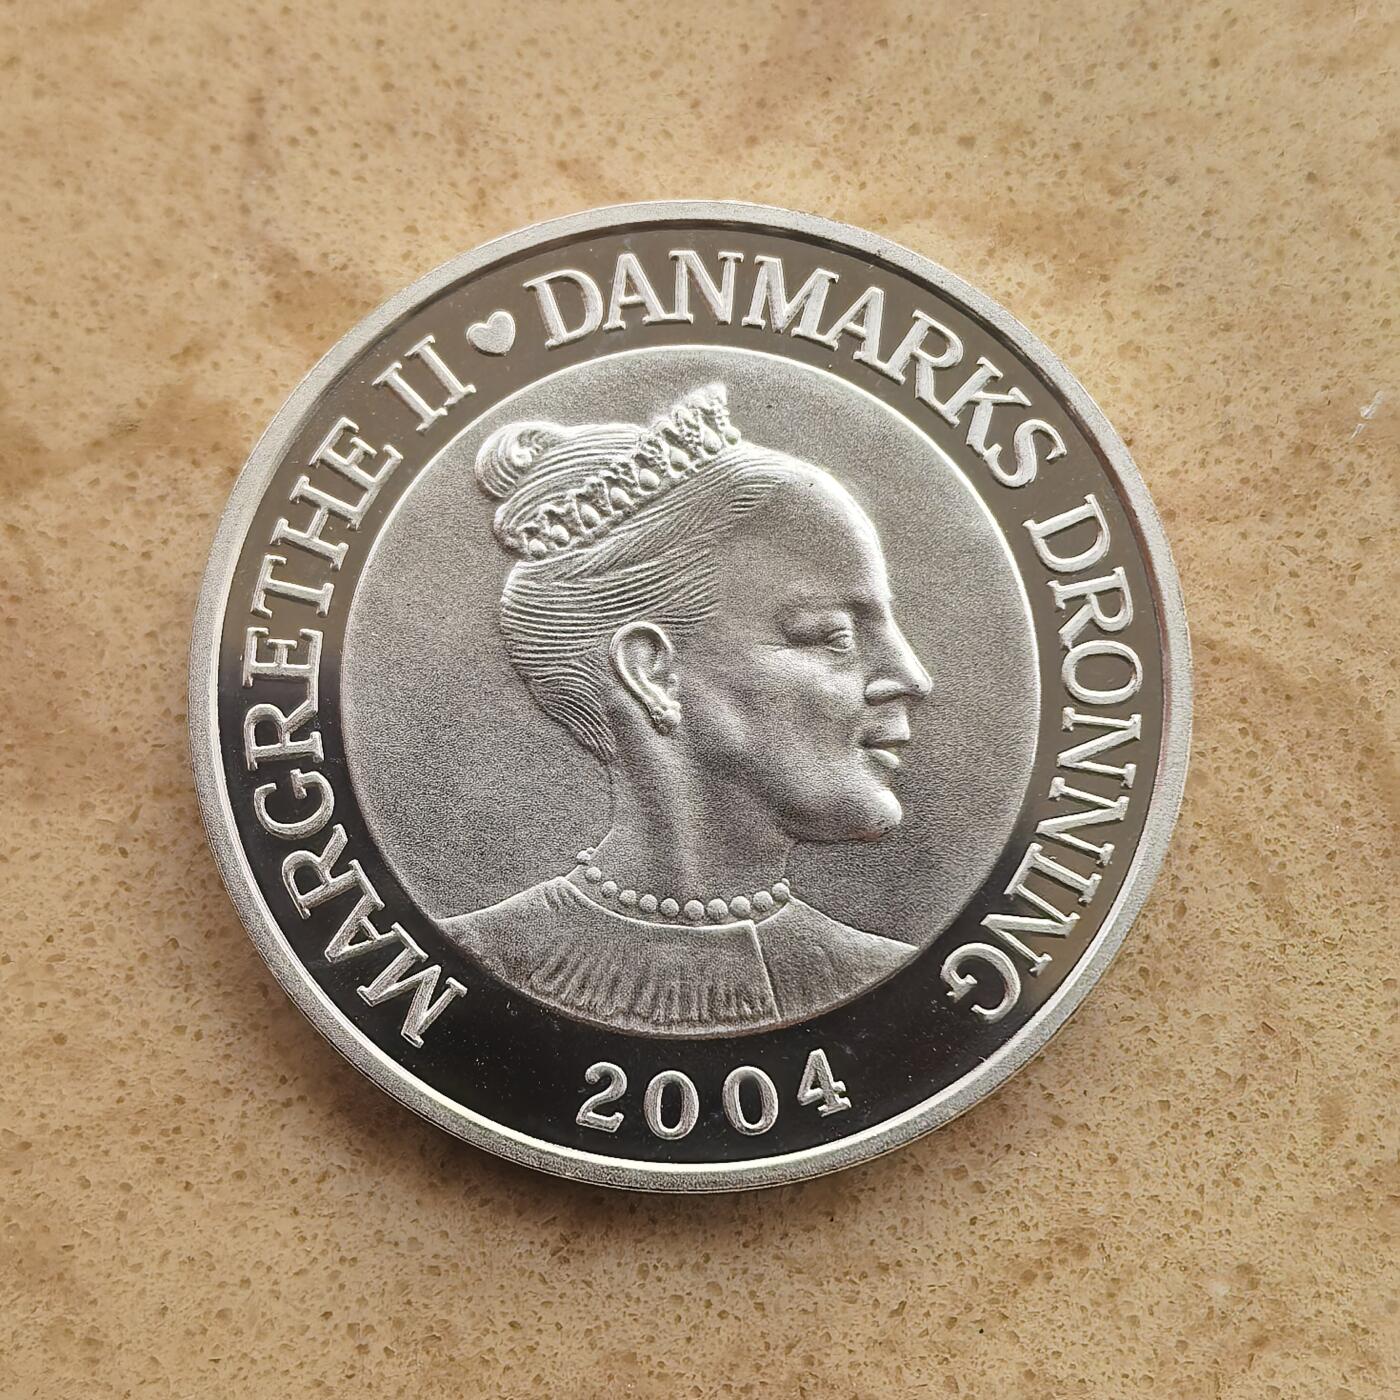 MARGRETHE II ♥ DANMARKS DRONNING
2004